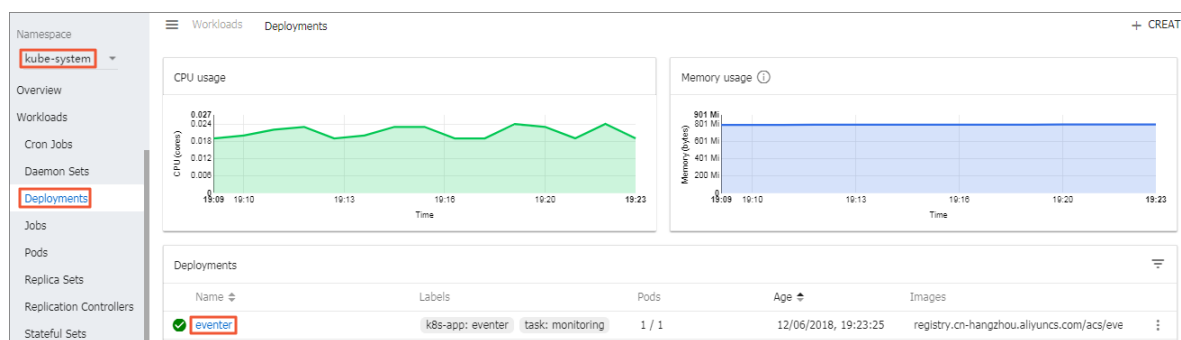 Namespace
kube-system
Overview
Workloads
Cron Jobs
Daemon Sets
Deployments
Jobs
Pods
Replica Sets
Replication Controllers
Stateful Sets
Workloads Deployments
+ CREAT
CPU usage
CPU (cores)
0.027
0.024
0.018
0.012
0.006
0
19:09 19:10 19:13 19:16 19:20 19:23
Time
Memory usage
Memory (bytes)
901 Mi
801 Mi
601 Mi
401 Mi
200 Mi
0
19:09 19:10 19:13 19:16 19:20 19:23
Time
Deployments
Name Labels Pods Age Images
eventer k8s-app: eventer task: monitoring 1 / 1 12/06/2018, 19:23:25 registry.cn-hangzhou.aliyuncs.com/acs/eve